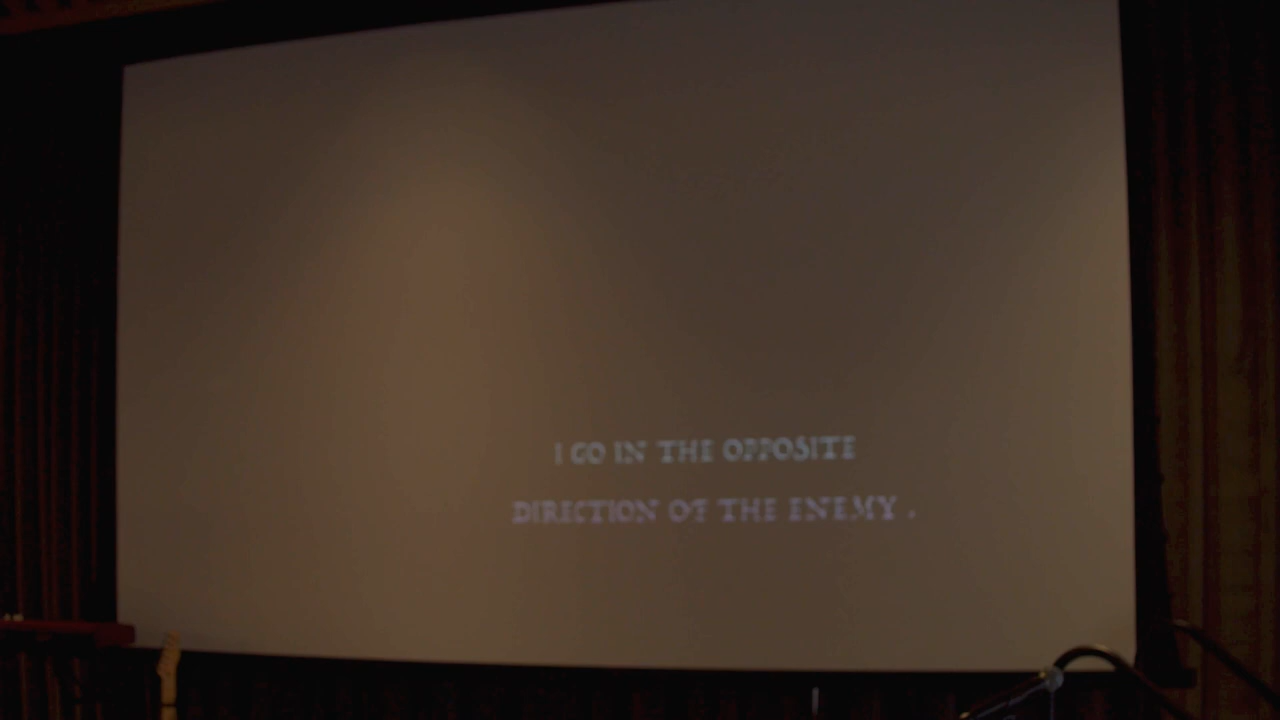 I GO IN THE OPPOSITE
DIRECTION OF THE ENEMY .